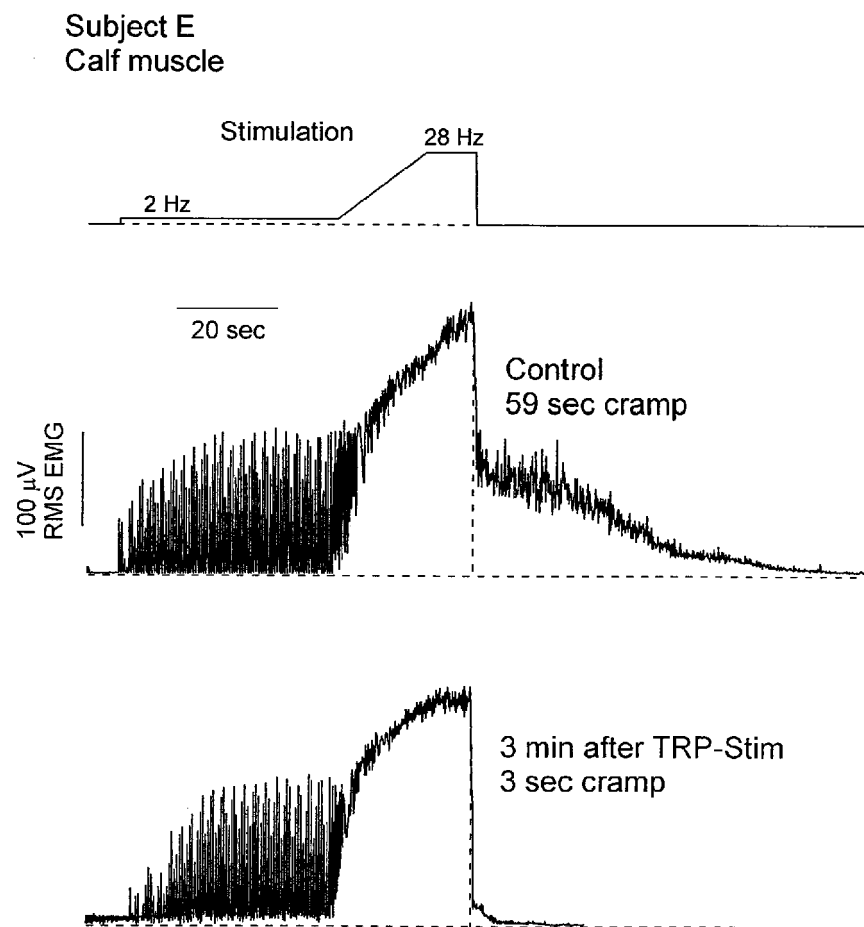 Subject E
Calf muscle
Stimulation
28 Hz
2 Hz
20 sec
Control
59 sec cramp
100 μV
RMS EMG
3 min after TRP-Stim
3 sec cramp